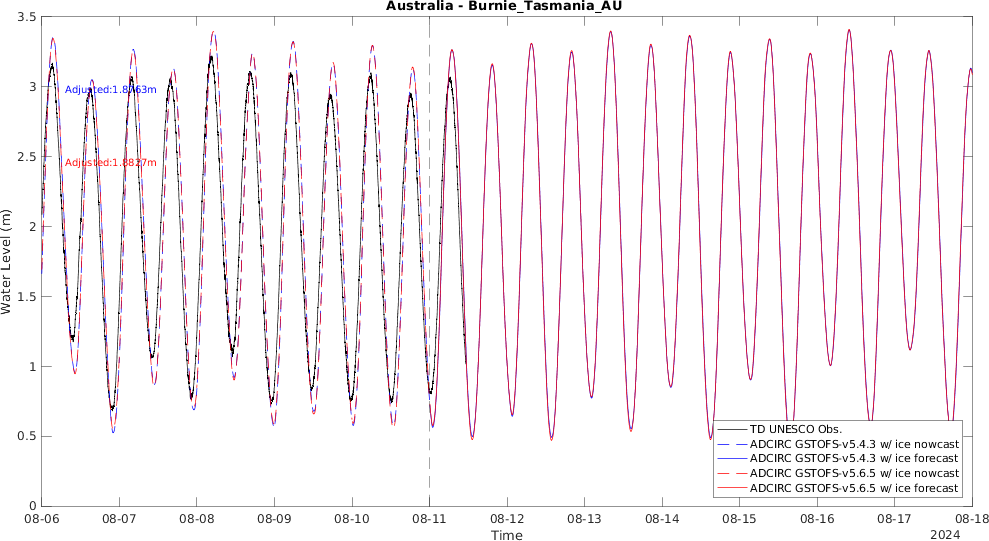 Australia - Burnie_Tasmania_AU
3.5
3
2.5
2
1.5
1
0.5
0
Water Level (m)
Adjusted:1.8763m
Adjusted:1.8827m
TD UNESCO Obs.
ADCIRC GSTOFS-v5.4.3 w/ ice nowcast
ADCIRC GSTOFS-v5.4.3 w/ ice forecast
ADCIRC GSTOFS-v5.6.5 w/ ice nowcast
ADCIRC GSTOFS-v5.6.5 w/ ice forecast
08-06 08-07 08-08 08-09 08-10 08-11 08-12 08-13 08-14 08-15 08-16 08-17 08-18
Time
2024